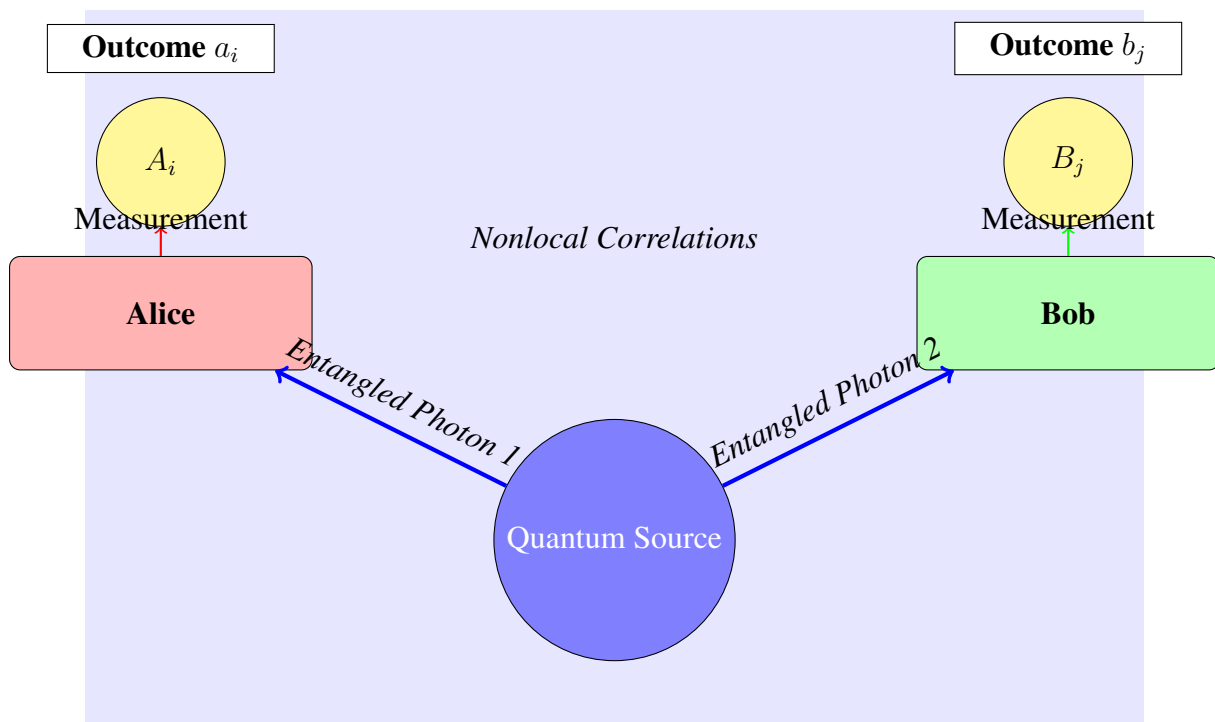 Outcome a_i
Outcome b_j
A_i
B_j
Measurement
Measurement
Nonlocal Correlations
Alice
Bob
Entangled Photon 1
Entangled Photon 2
Quantum Source